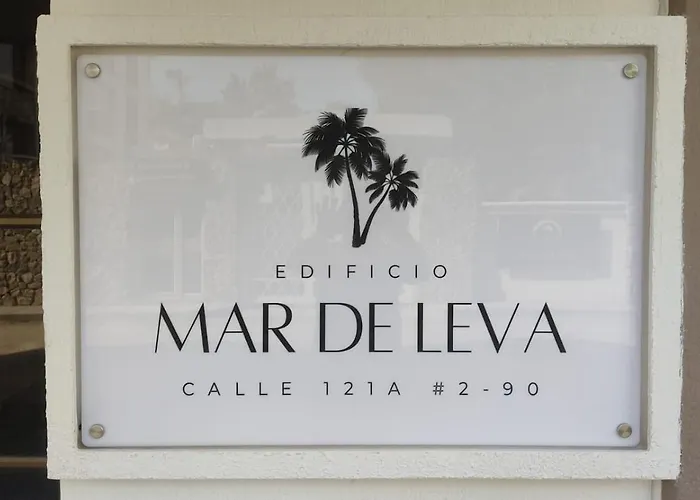 EDIFICIO
MAR DE LEVA
CALLE 121A #2-90